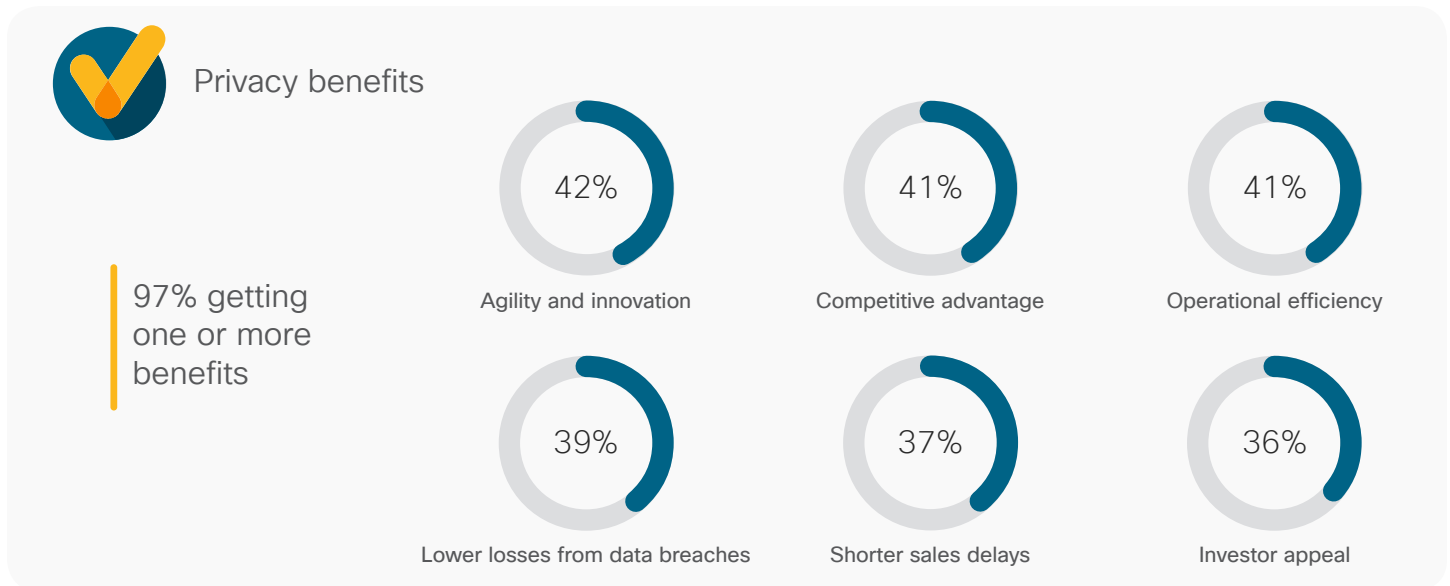 Privacy benefits
97% getting
one or more
benefits
42%
Agility and innovation
41%
Competitive advantage
41%
Operational efficiency
39%
Lower losses from data breaches
37%
Shorter sales delays
36%
Investor appeal